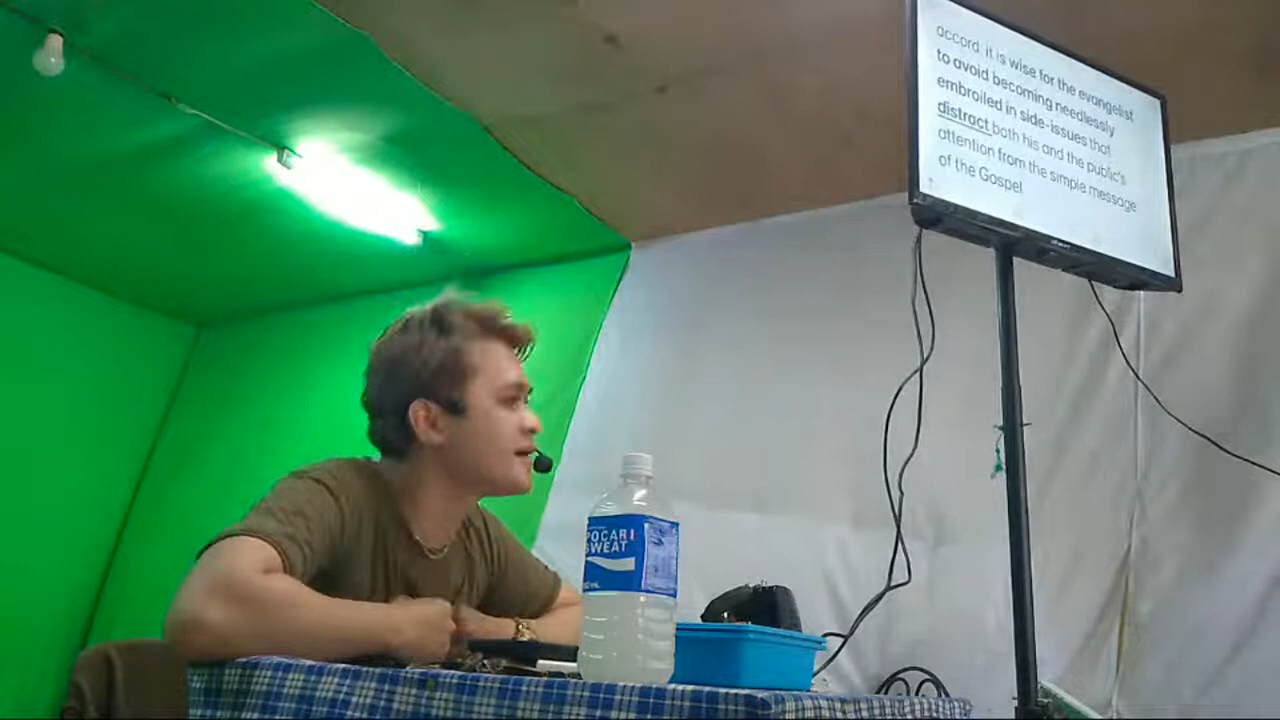 accord, it is wise for the evangelist
to avoid becoming needlessly
embroiled in side-issues that
distract both his and the public's
attention from the simple message
of the Gospel
POCARI
SWEAT